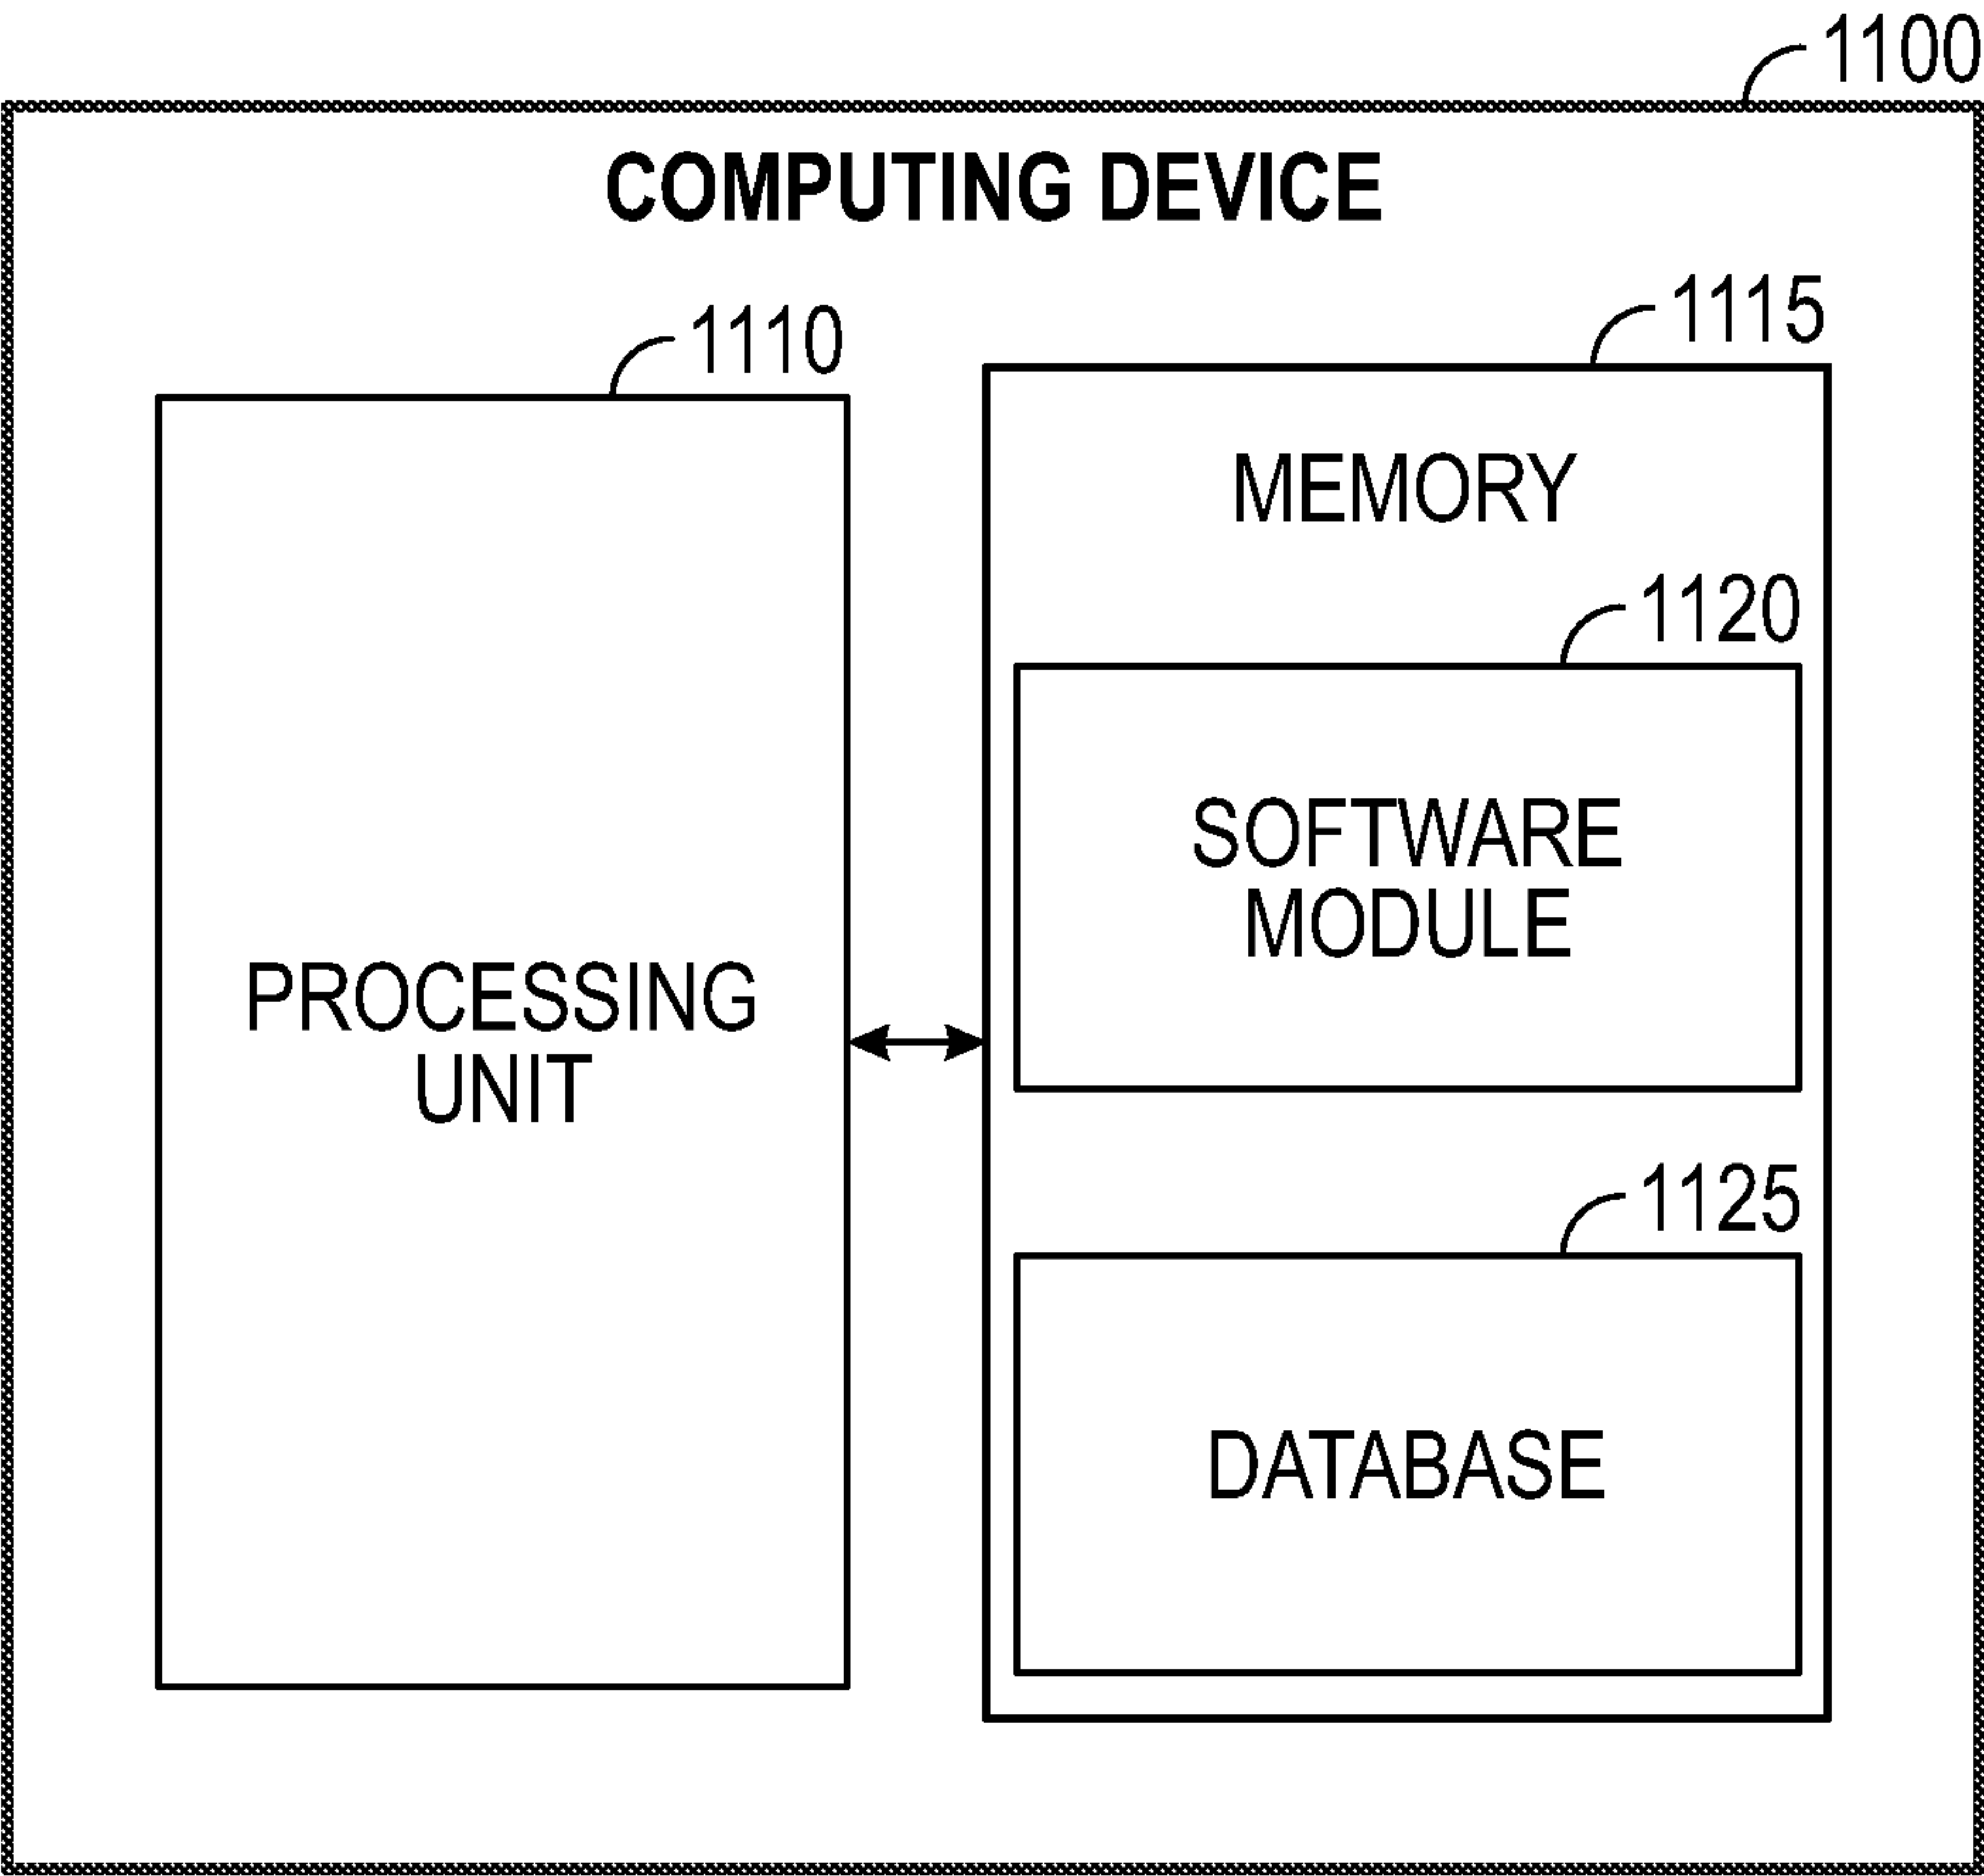 1100
COMPUTING DEVICE
1110
PROCESSING
UNIT
1115
MEMORY
1120
SOFTWARE
MODULE
1125
DATABASE